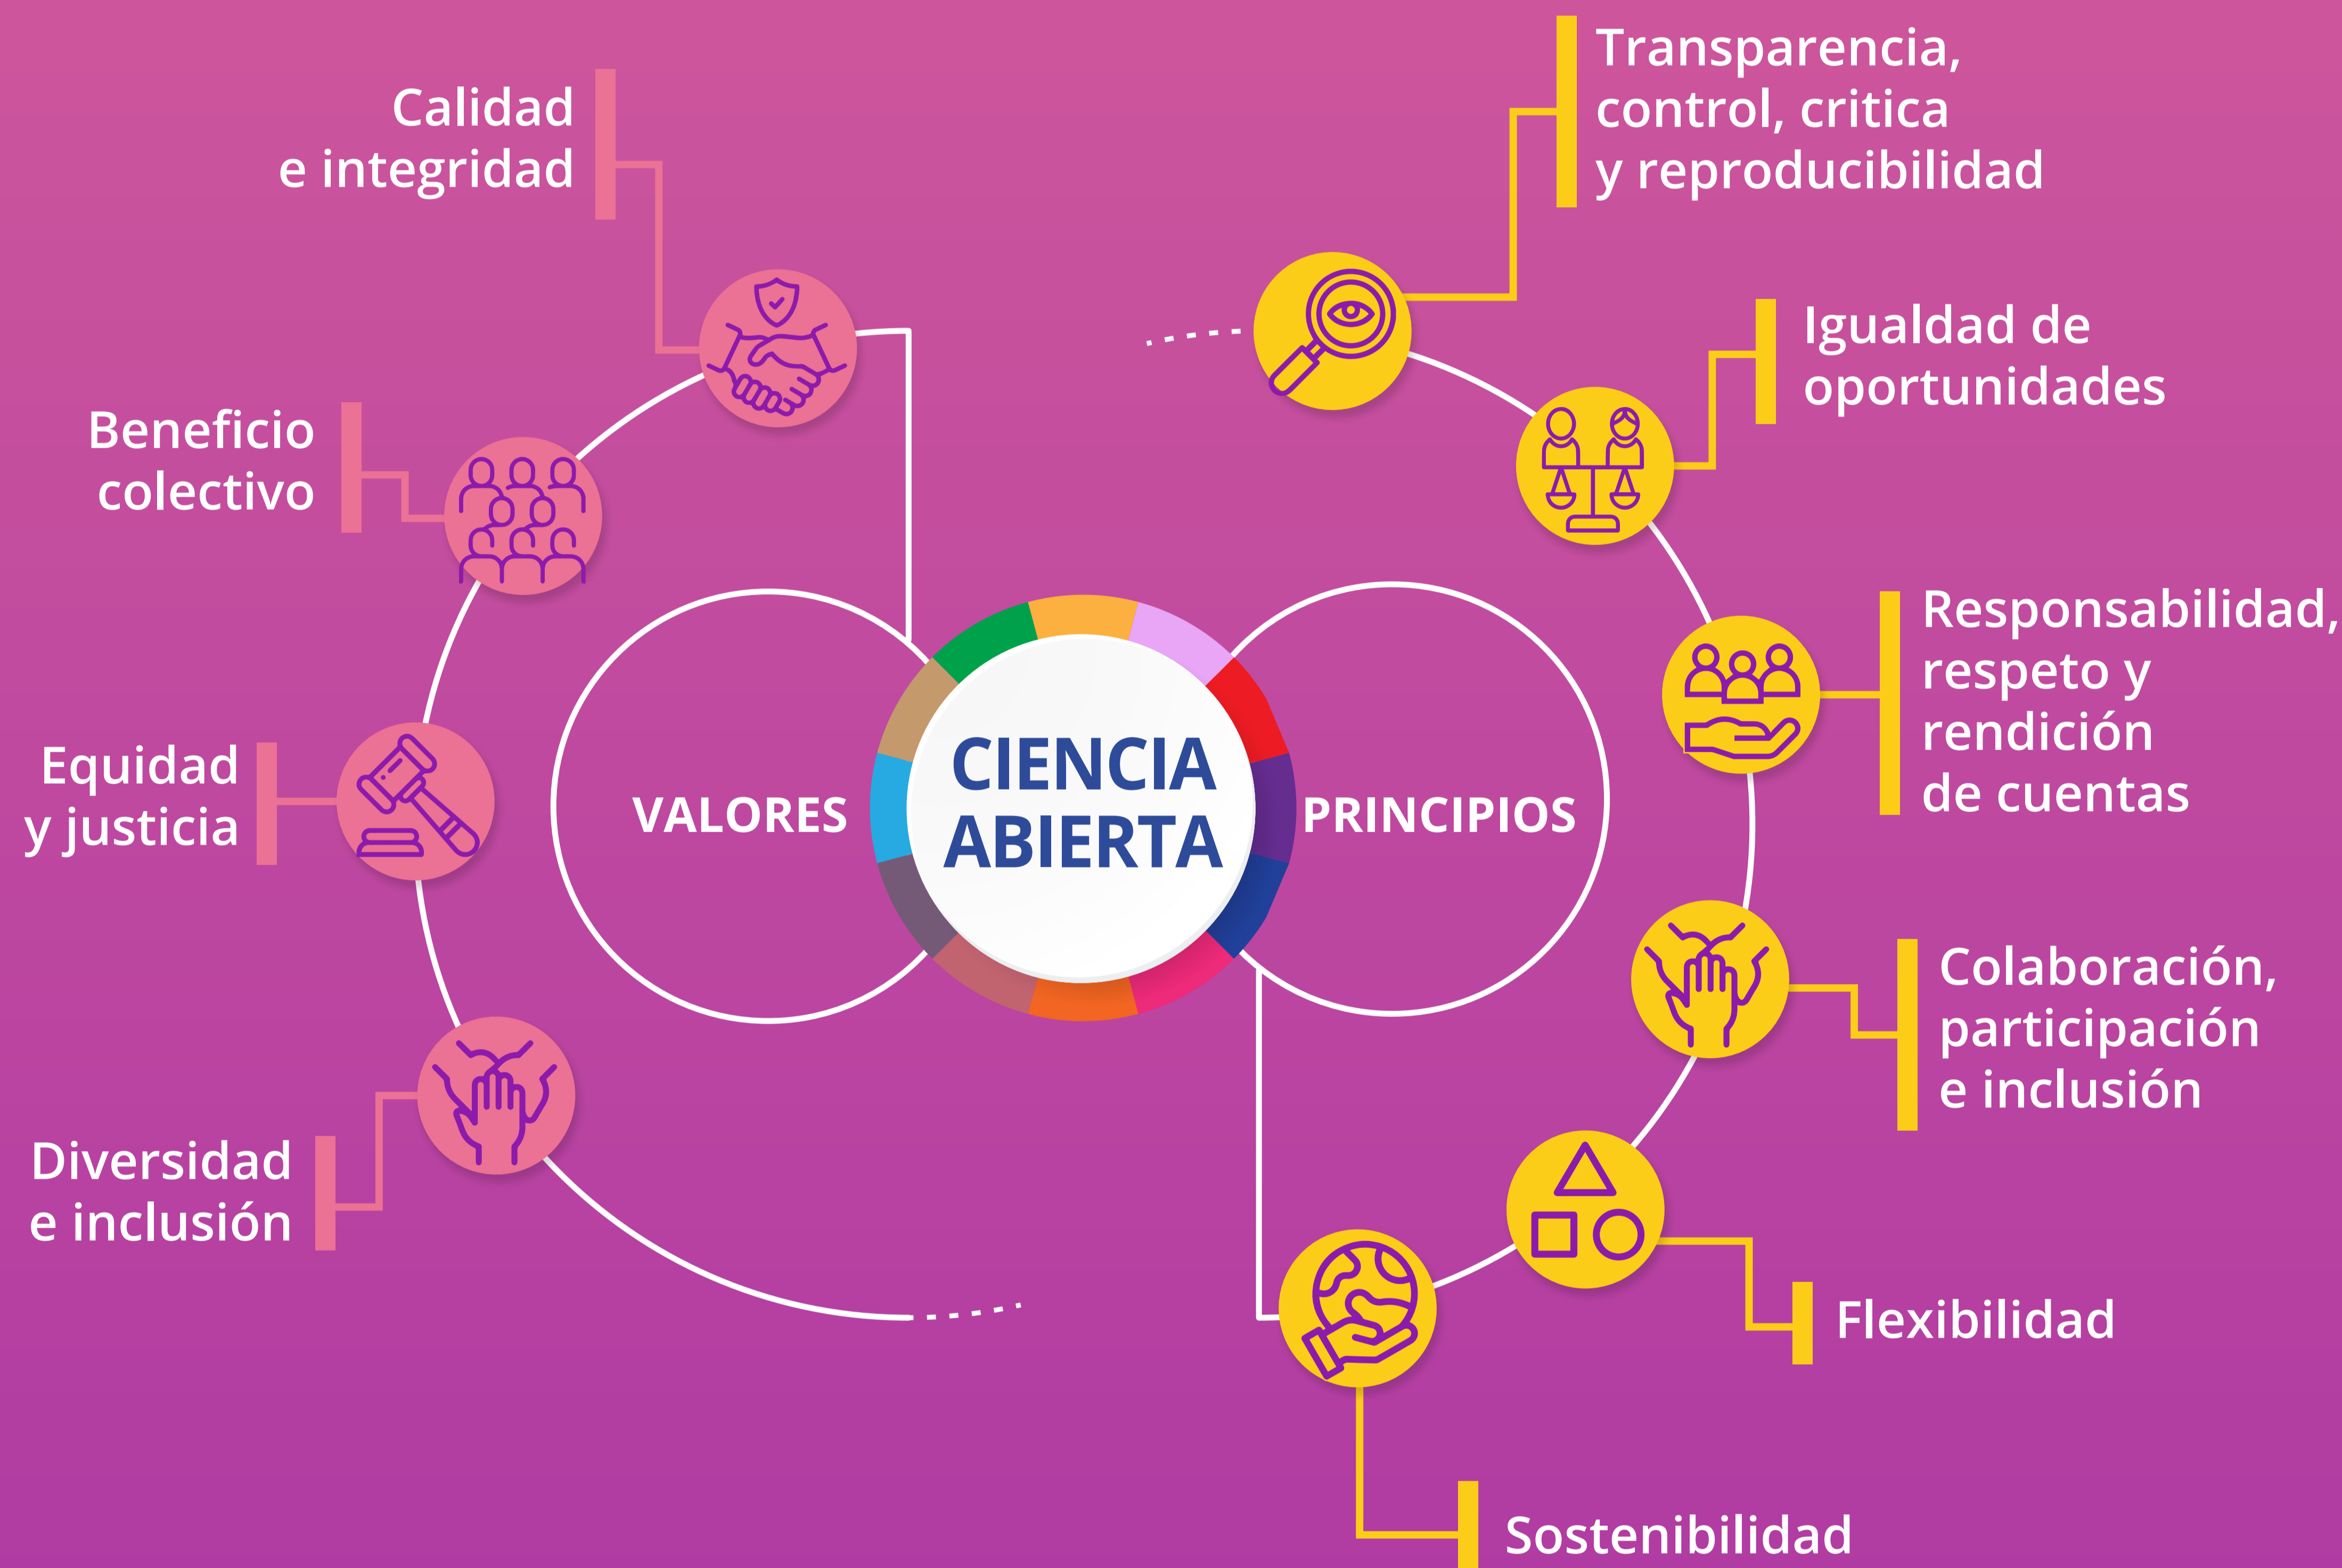 Calidad
e integridad
Beneficio
colectivo
Equidad
y justicia
Diversidad
e inclusión
VALORES
CIENCIA
ABIERTA
PRINCIPIOS
Transparencia,
control, critica
y reproducibilidad
Igualdad de
oportunidades
Responsabilidad,
respeto y
rendición
de cuentas
Colaboración,
participación
e inclusión
Flexibilidad
Sostenibilidad